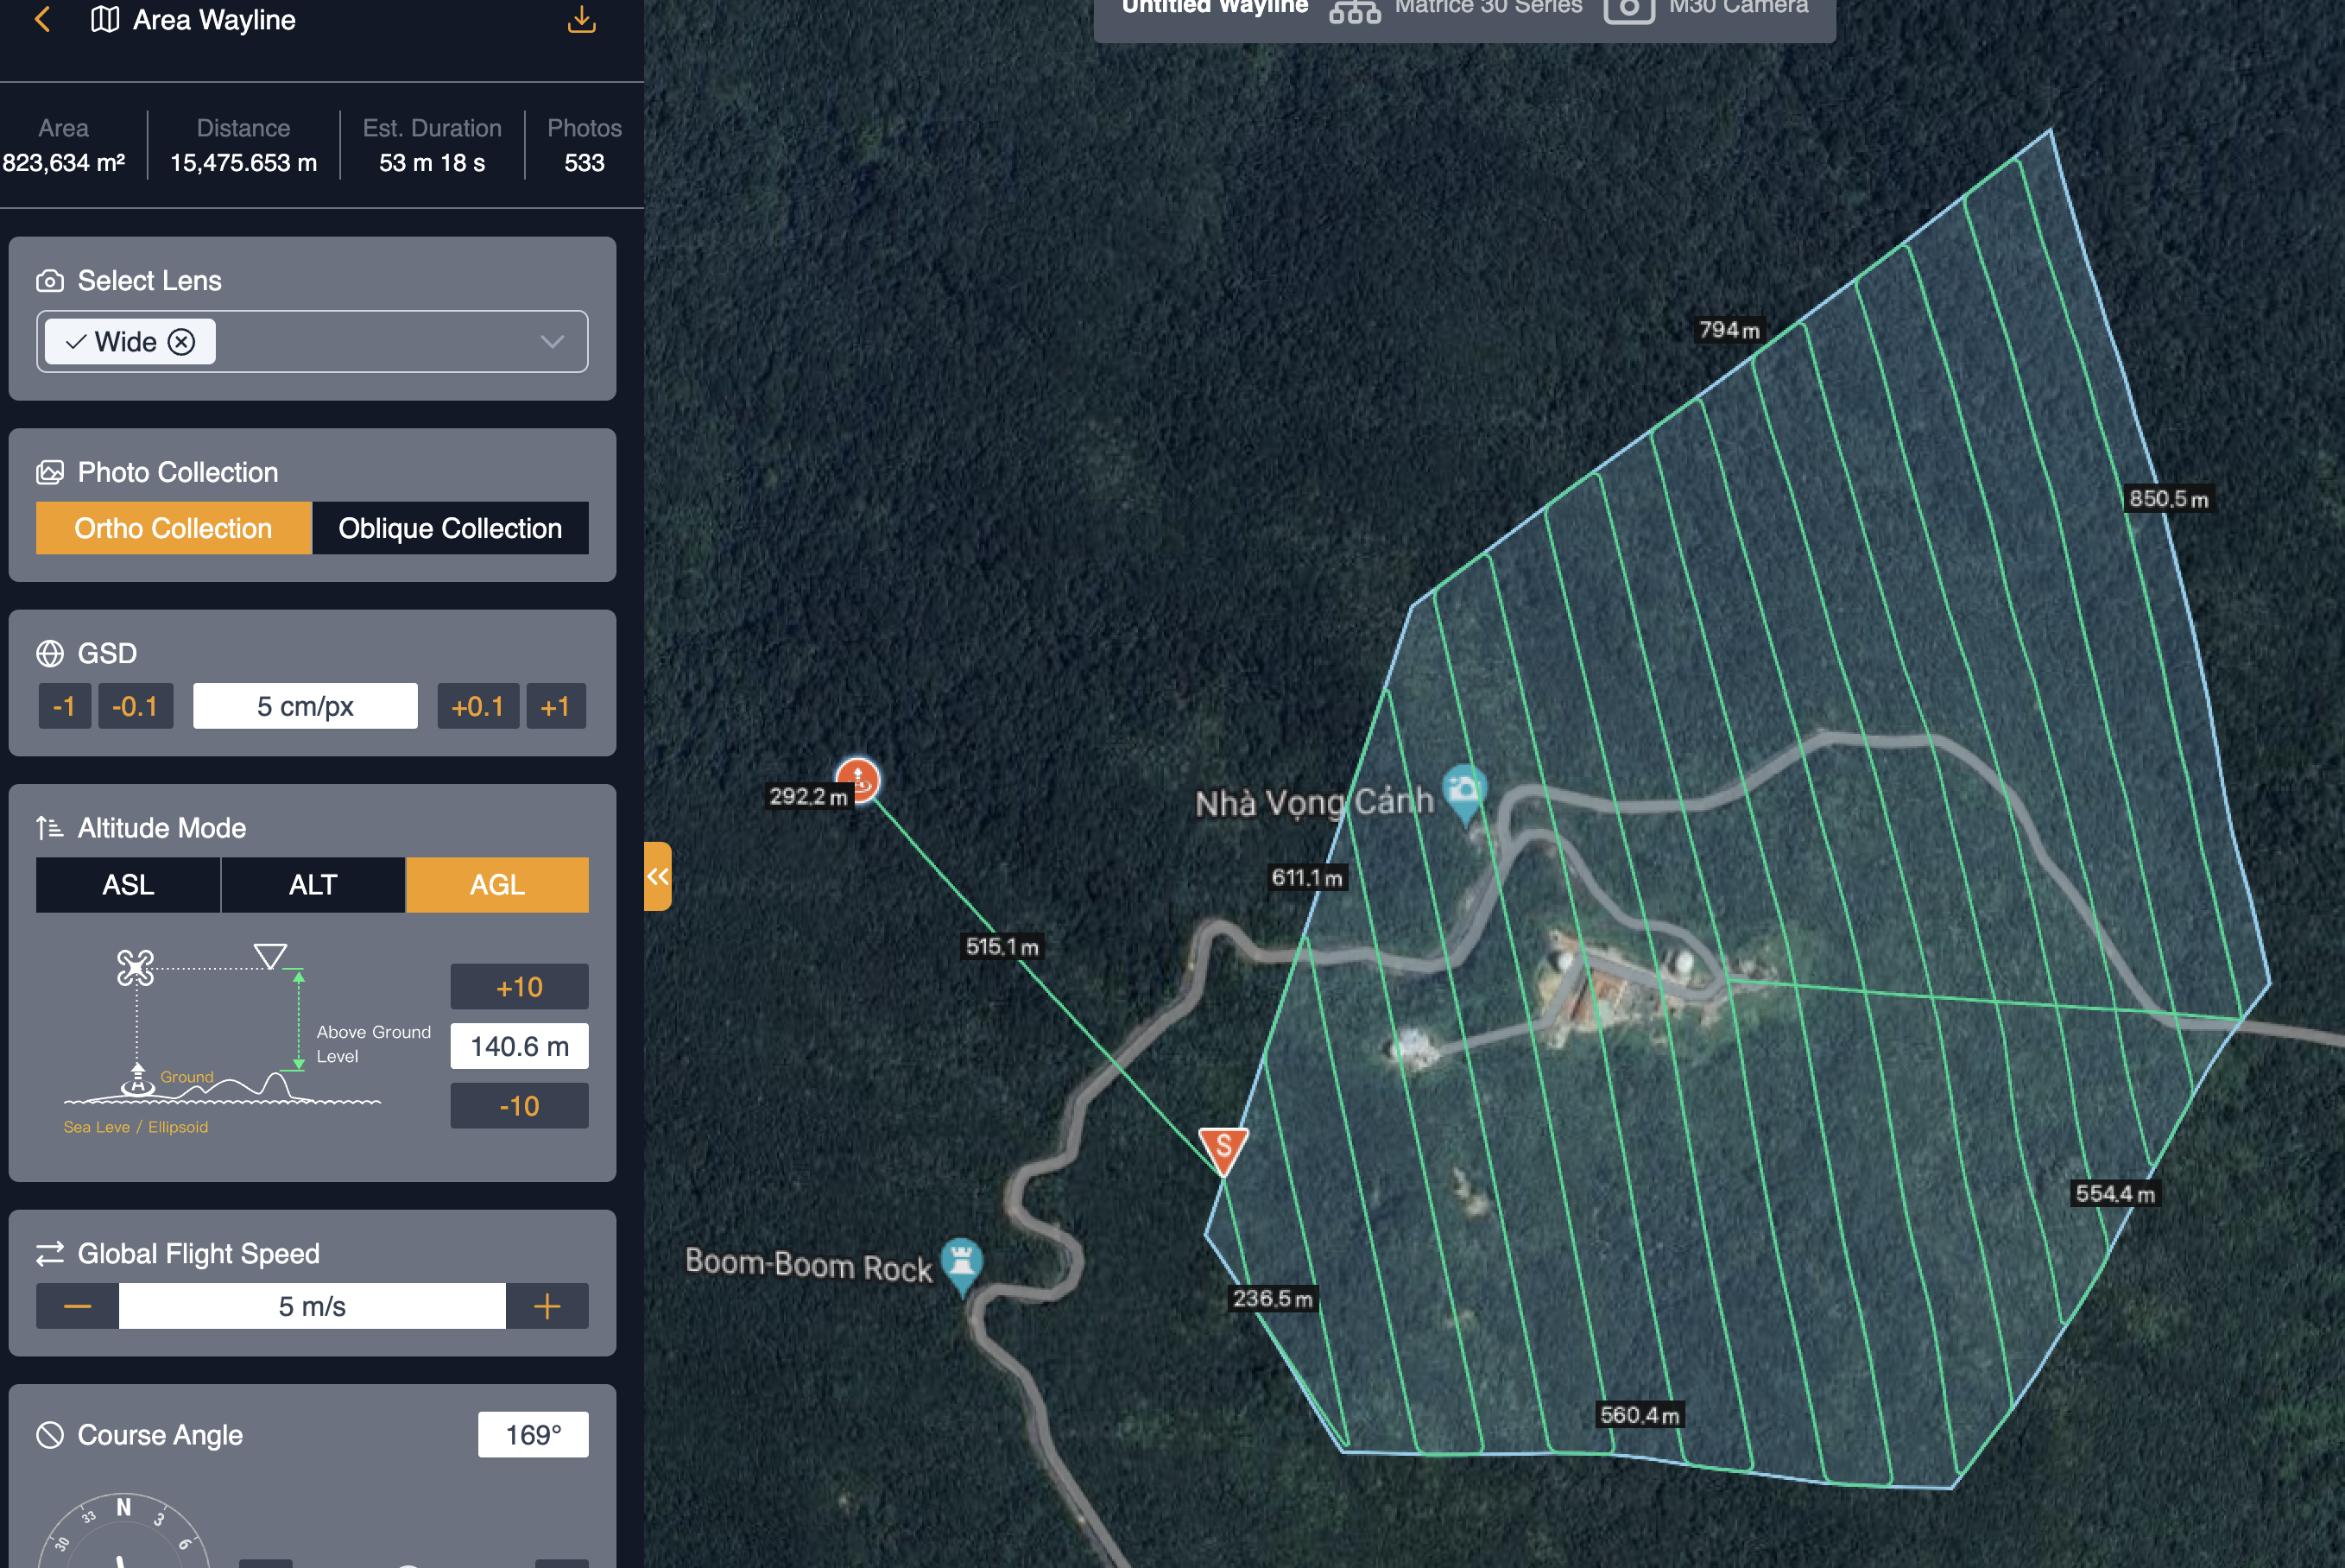 Area Wayline
Untitled Wayline
Matrice 30 Series
M30 Camera
Area
Distance
Est. Duration
Photos
823,634 m²
15,475.653 m
53 m 18 s
533
Select Lens
Wide
Photo Collection
Ortho Collection
Oblique Collection
GSD
-1
-0.1
5 cm/px
+0.1
+1
Altitude Mode
ASL
ALT
AGL
+10
Above Ground
Level
140.6 m
Ground
-10
Sea Leve / Ellipsoid
Global Flight Speed
5 m/s
Course Angle
169°
N
33
3
30
6
794 m
850.5 m
292.2 m
Nhà Vọng Cảnh
611.1 m
515.1 m
S
554.4 m
Boom-Boom Rock
236.5 m
560.4 m